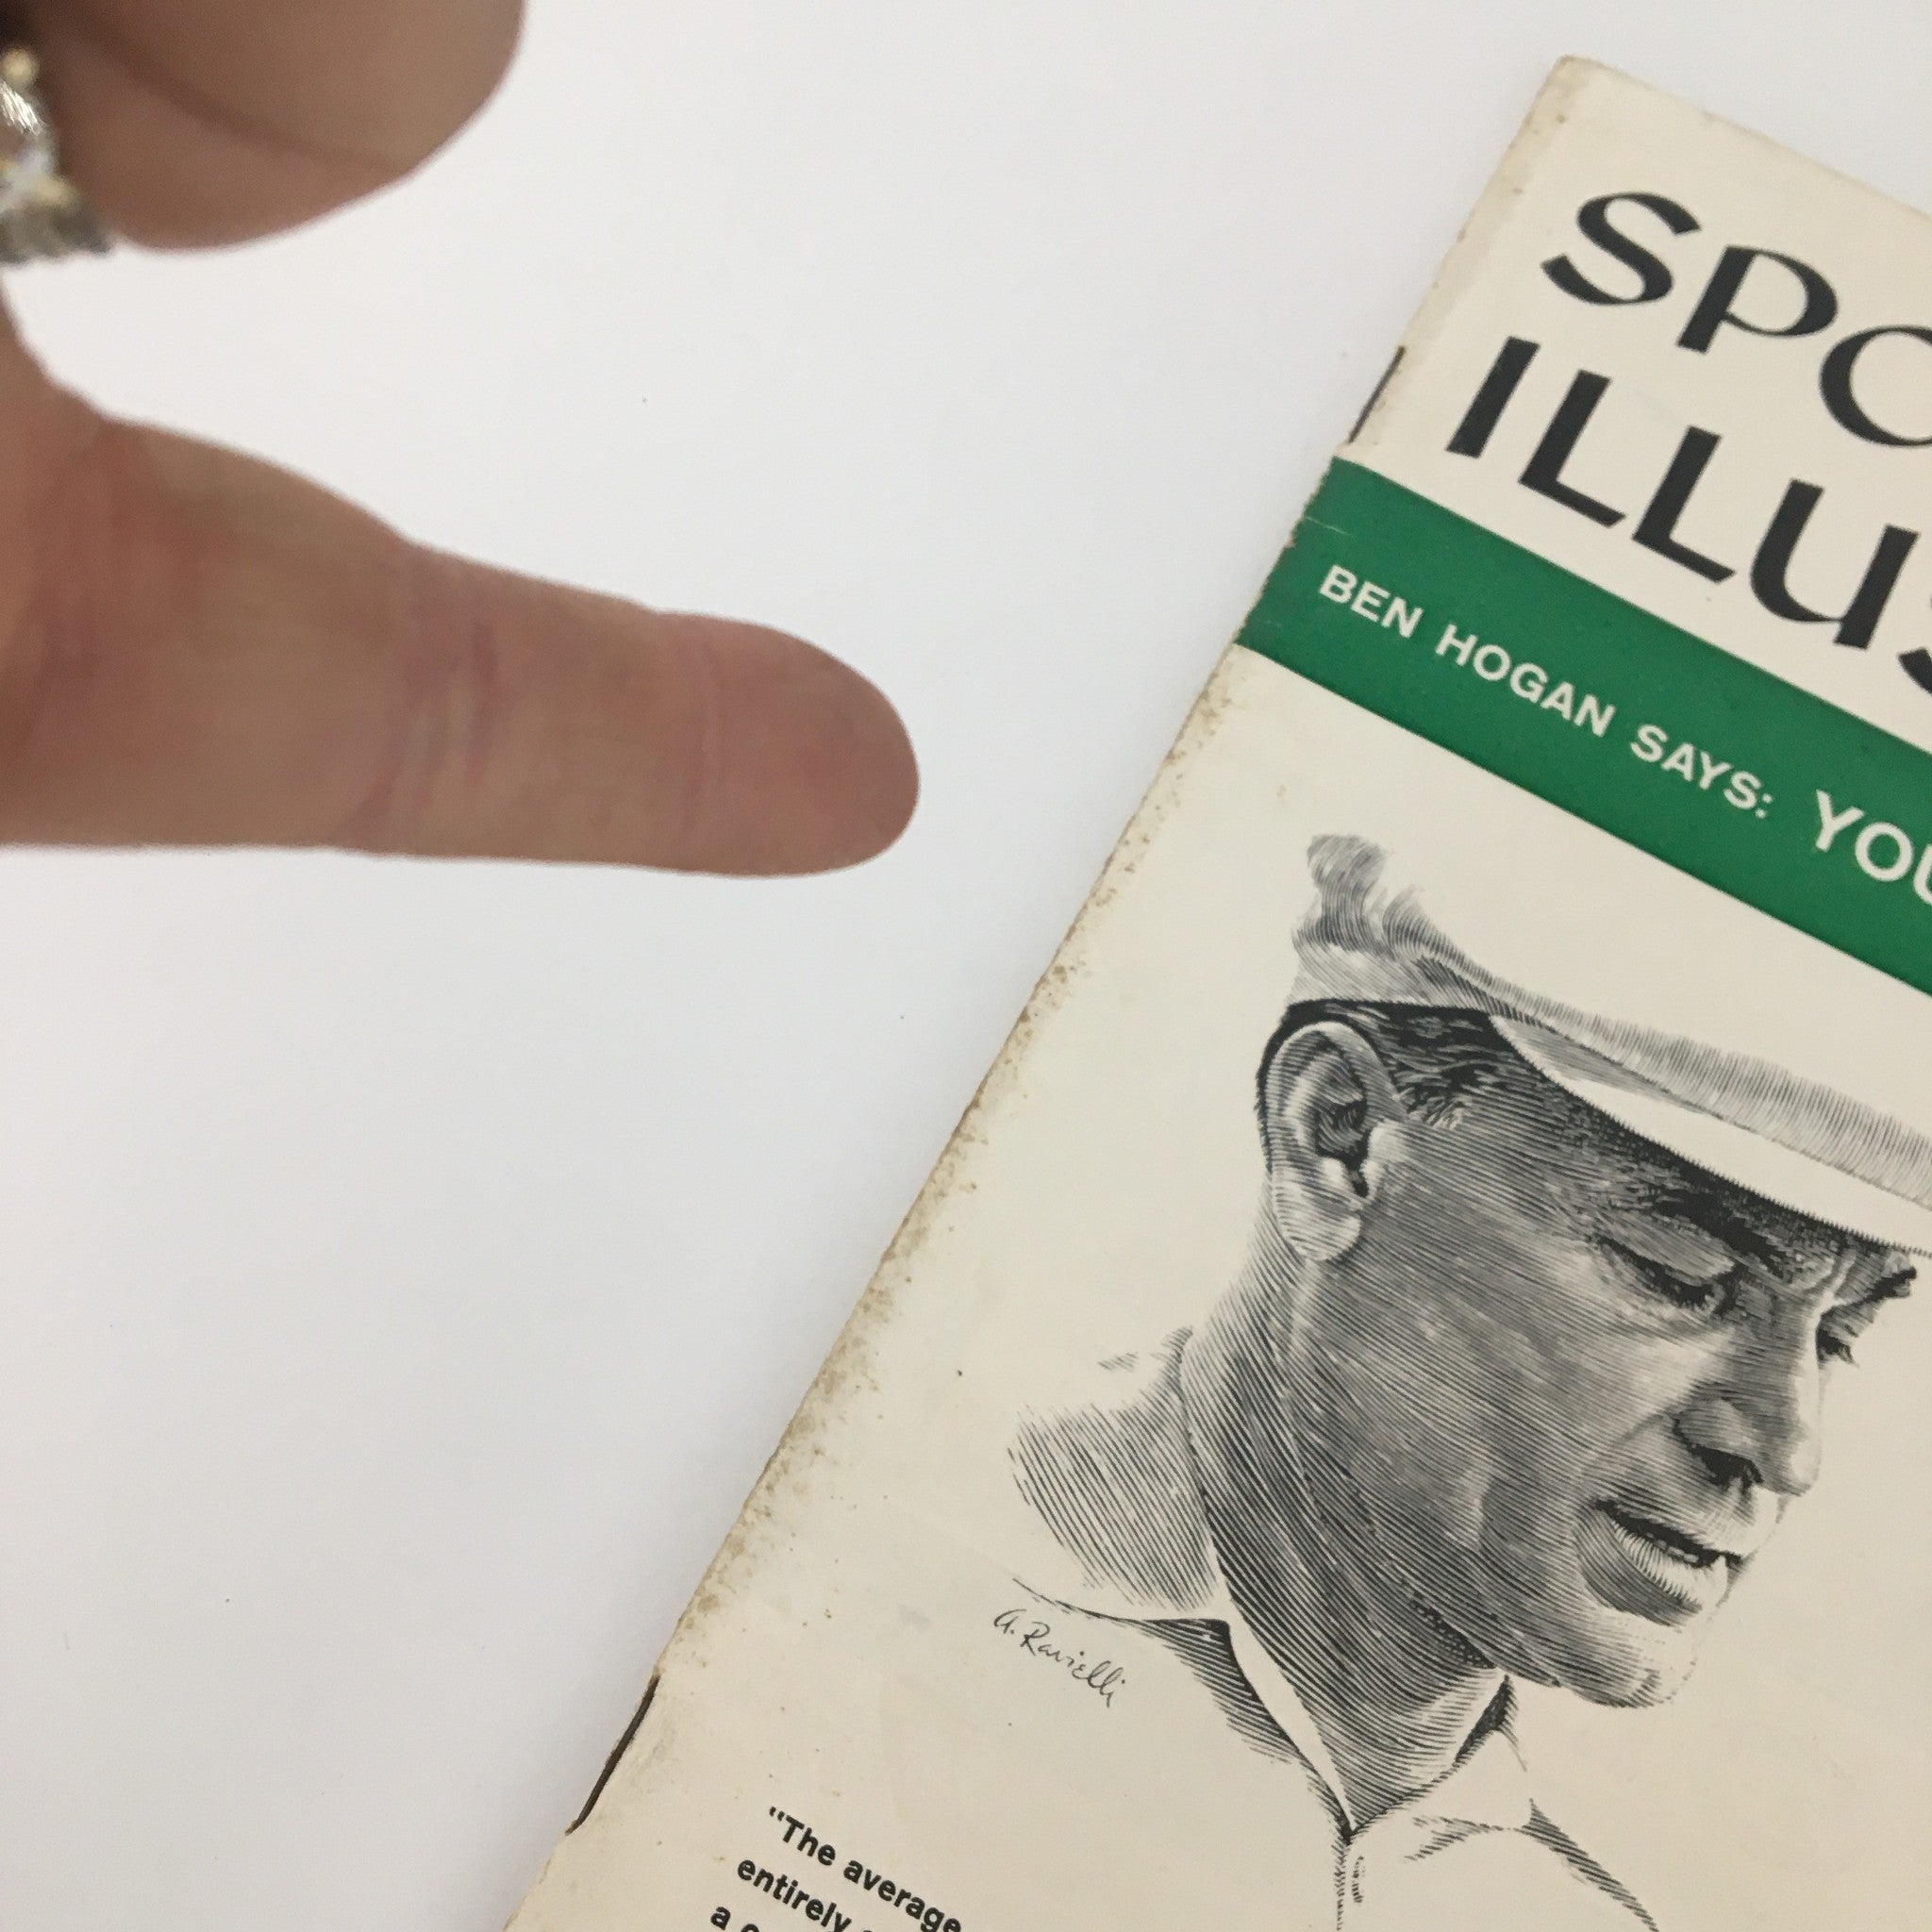 SPO
ILLUS
BEN HOGAN SAYS: YOU
A. Ravielli
"The average
entirely
a